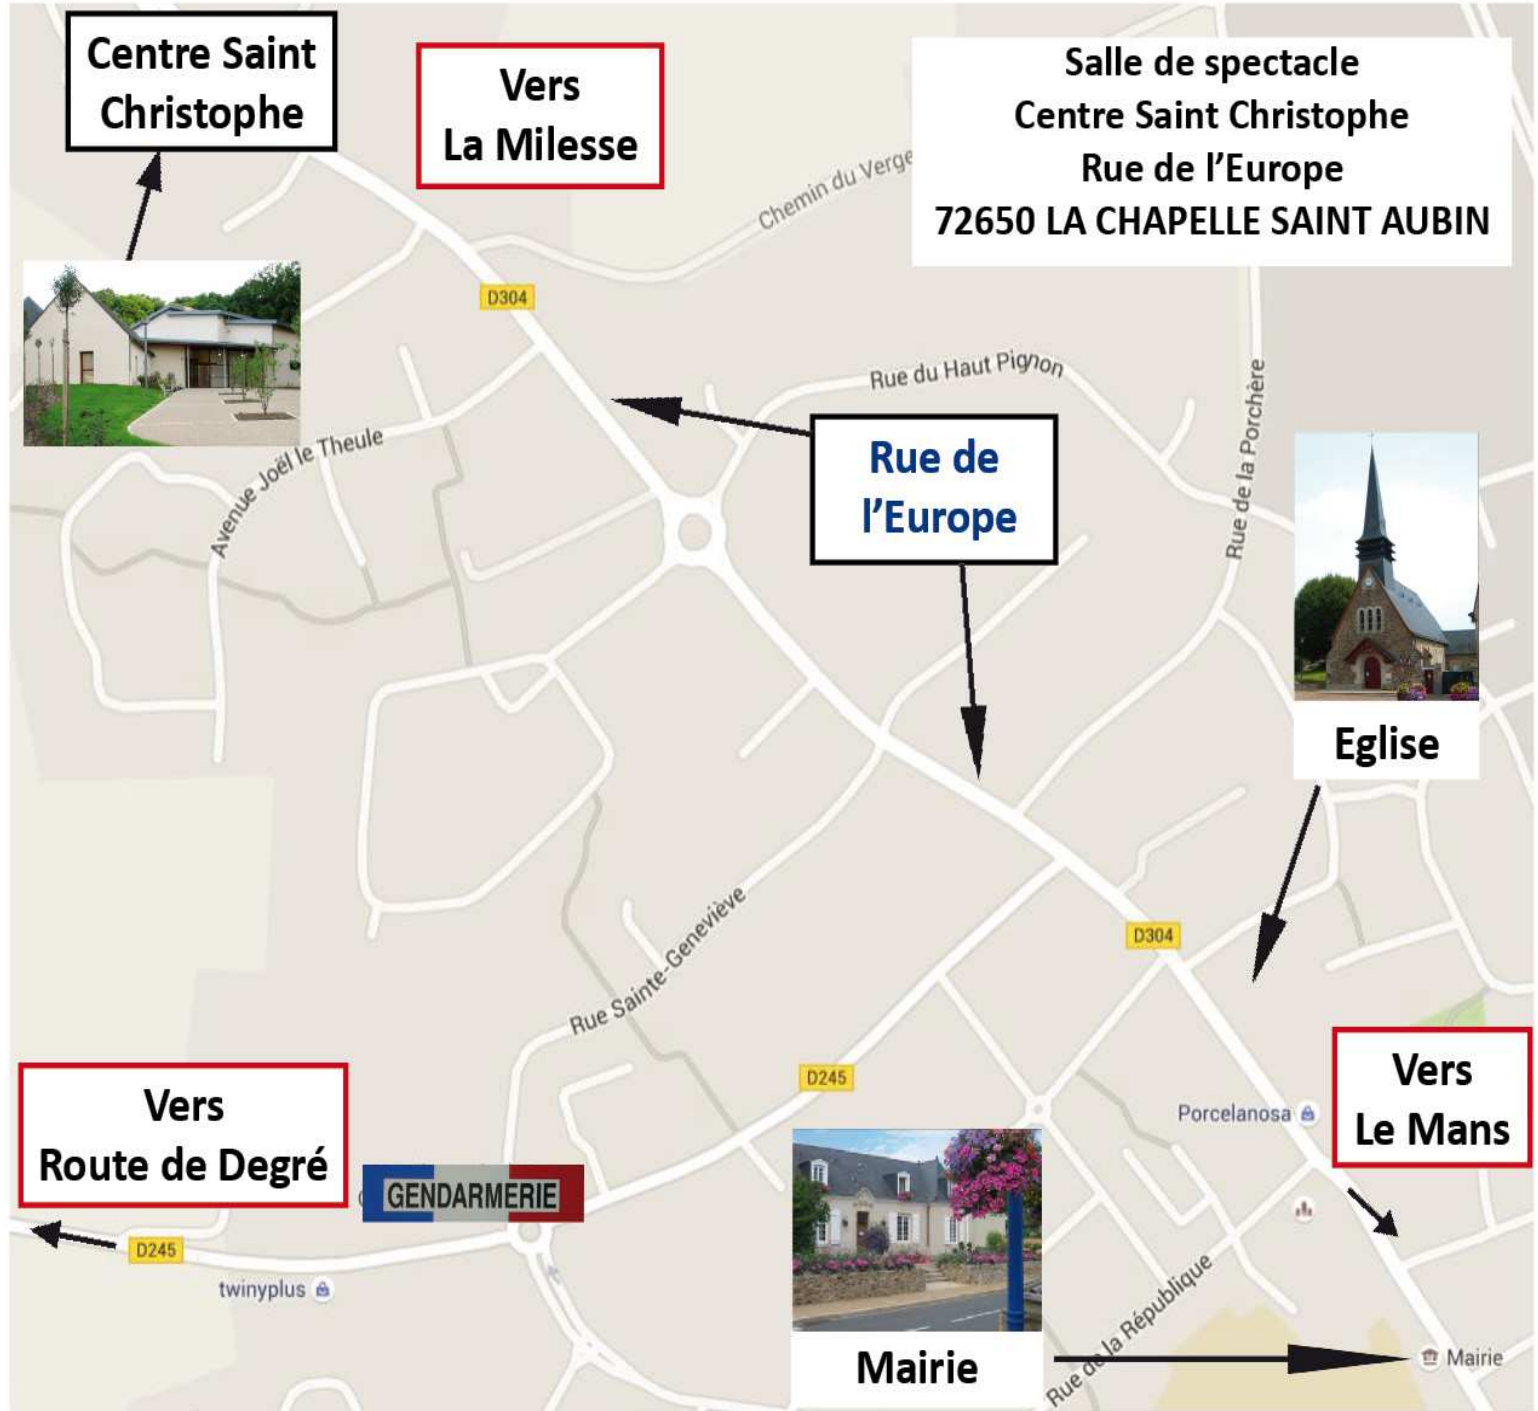 Centre Saint
Christophe
Vers
La Milesse
Salle de spectacle
Centre Saint Christophe
Rue de l'Europe
72650 LA CHAPELLE SAINT AUBIN
Chemin du Verge
D304
Rue du Haut Pignon
Rue de la Porchère
Avenue Joël le Theule
Rue de
l'Europe
Eglise
Rue Sainte-Geneviève
D304
D245
Vers
Le Mans
Porcelanosa
Vers
Route de Degré
GENDARMERIE
D245
twinyplus
Rue de la République
Mairie
Mairie